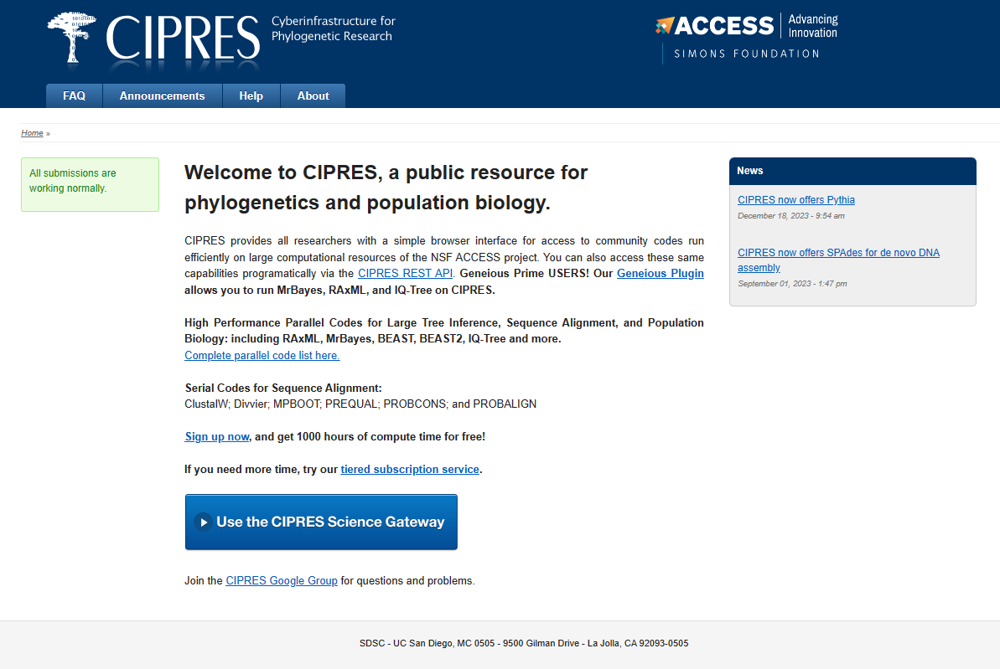 CIPRES
Cyberinfrastructure for
Phylogenetic Research
ACCESS
Advancing
Innovation
SIMONS FOUNDATION
FAQ
Announcements
Help
About
Home »
All submissions are
working normally.
Welcome to CIPRES, a public resource for
phylogenetics and population biology.
CIPRES provides all researchers with a simple browser interface for access to community codes run
efficiently on large computational resources of the NSF ACCESS project. You can also access these same
capabilities programatically via the CIPRES REST API. Geneious Prime USERS! Our Geneious Plugin
allows you to run MrBayes, RAxML, and IQ-Tree on CIPRES.
High Performance Parallel Codes for Large Tree Inference, Sequence Alignment, and Population
Biology: including RAxML, MrBayes, BEAST, BEAST2, IQ-Tree and more.
Complete parallel code list here.
Serial Codes for Sequence Alignment:
ClustalW; Divvier; MPBOOT; PREQUAL; PROBCONS; and PROBALIGN
Sign up now, and get 1000 hours of compute time for free!
If you need more time, try our tiered subscription service.
Use the CIPRES Science Gateway
Join the CIPRES Google Group for questions and problems.
News
CIPRES now offers Pythia
December 18, 2023 - 9:54 am
CIPRES now offers SPAdes for de novo DNA
assembly
September 01, 2023 - 1:47 pm
SDSC - UC San Diego, MC 0505 - 9500 Gilman Drive - La Jolla, CA 92093-0505